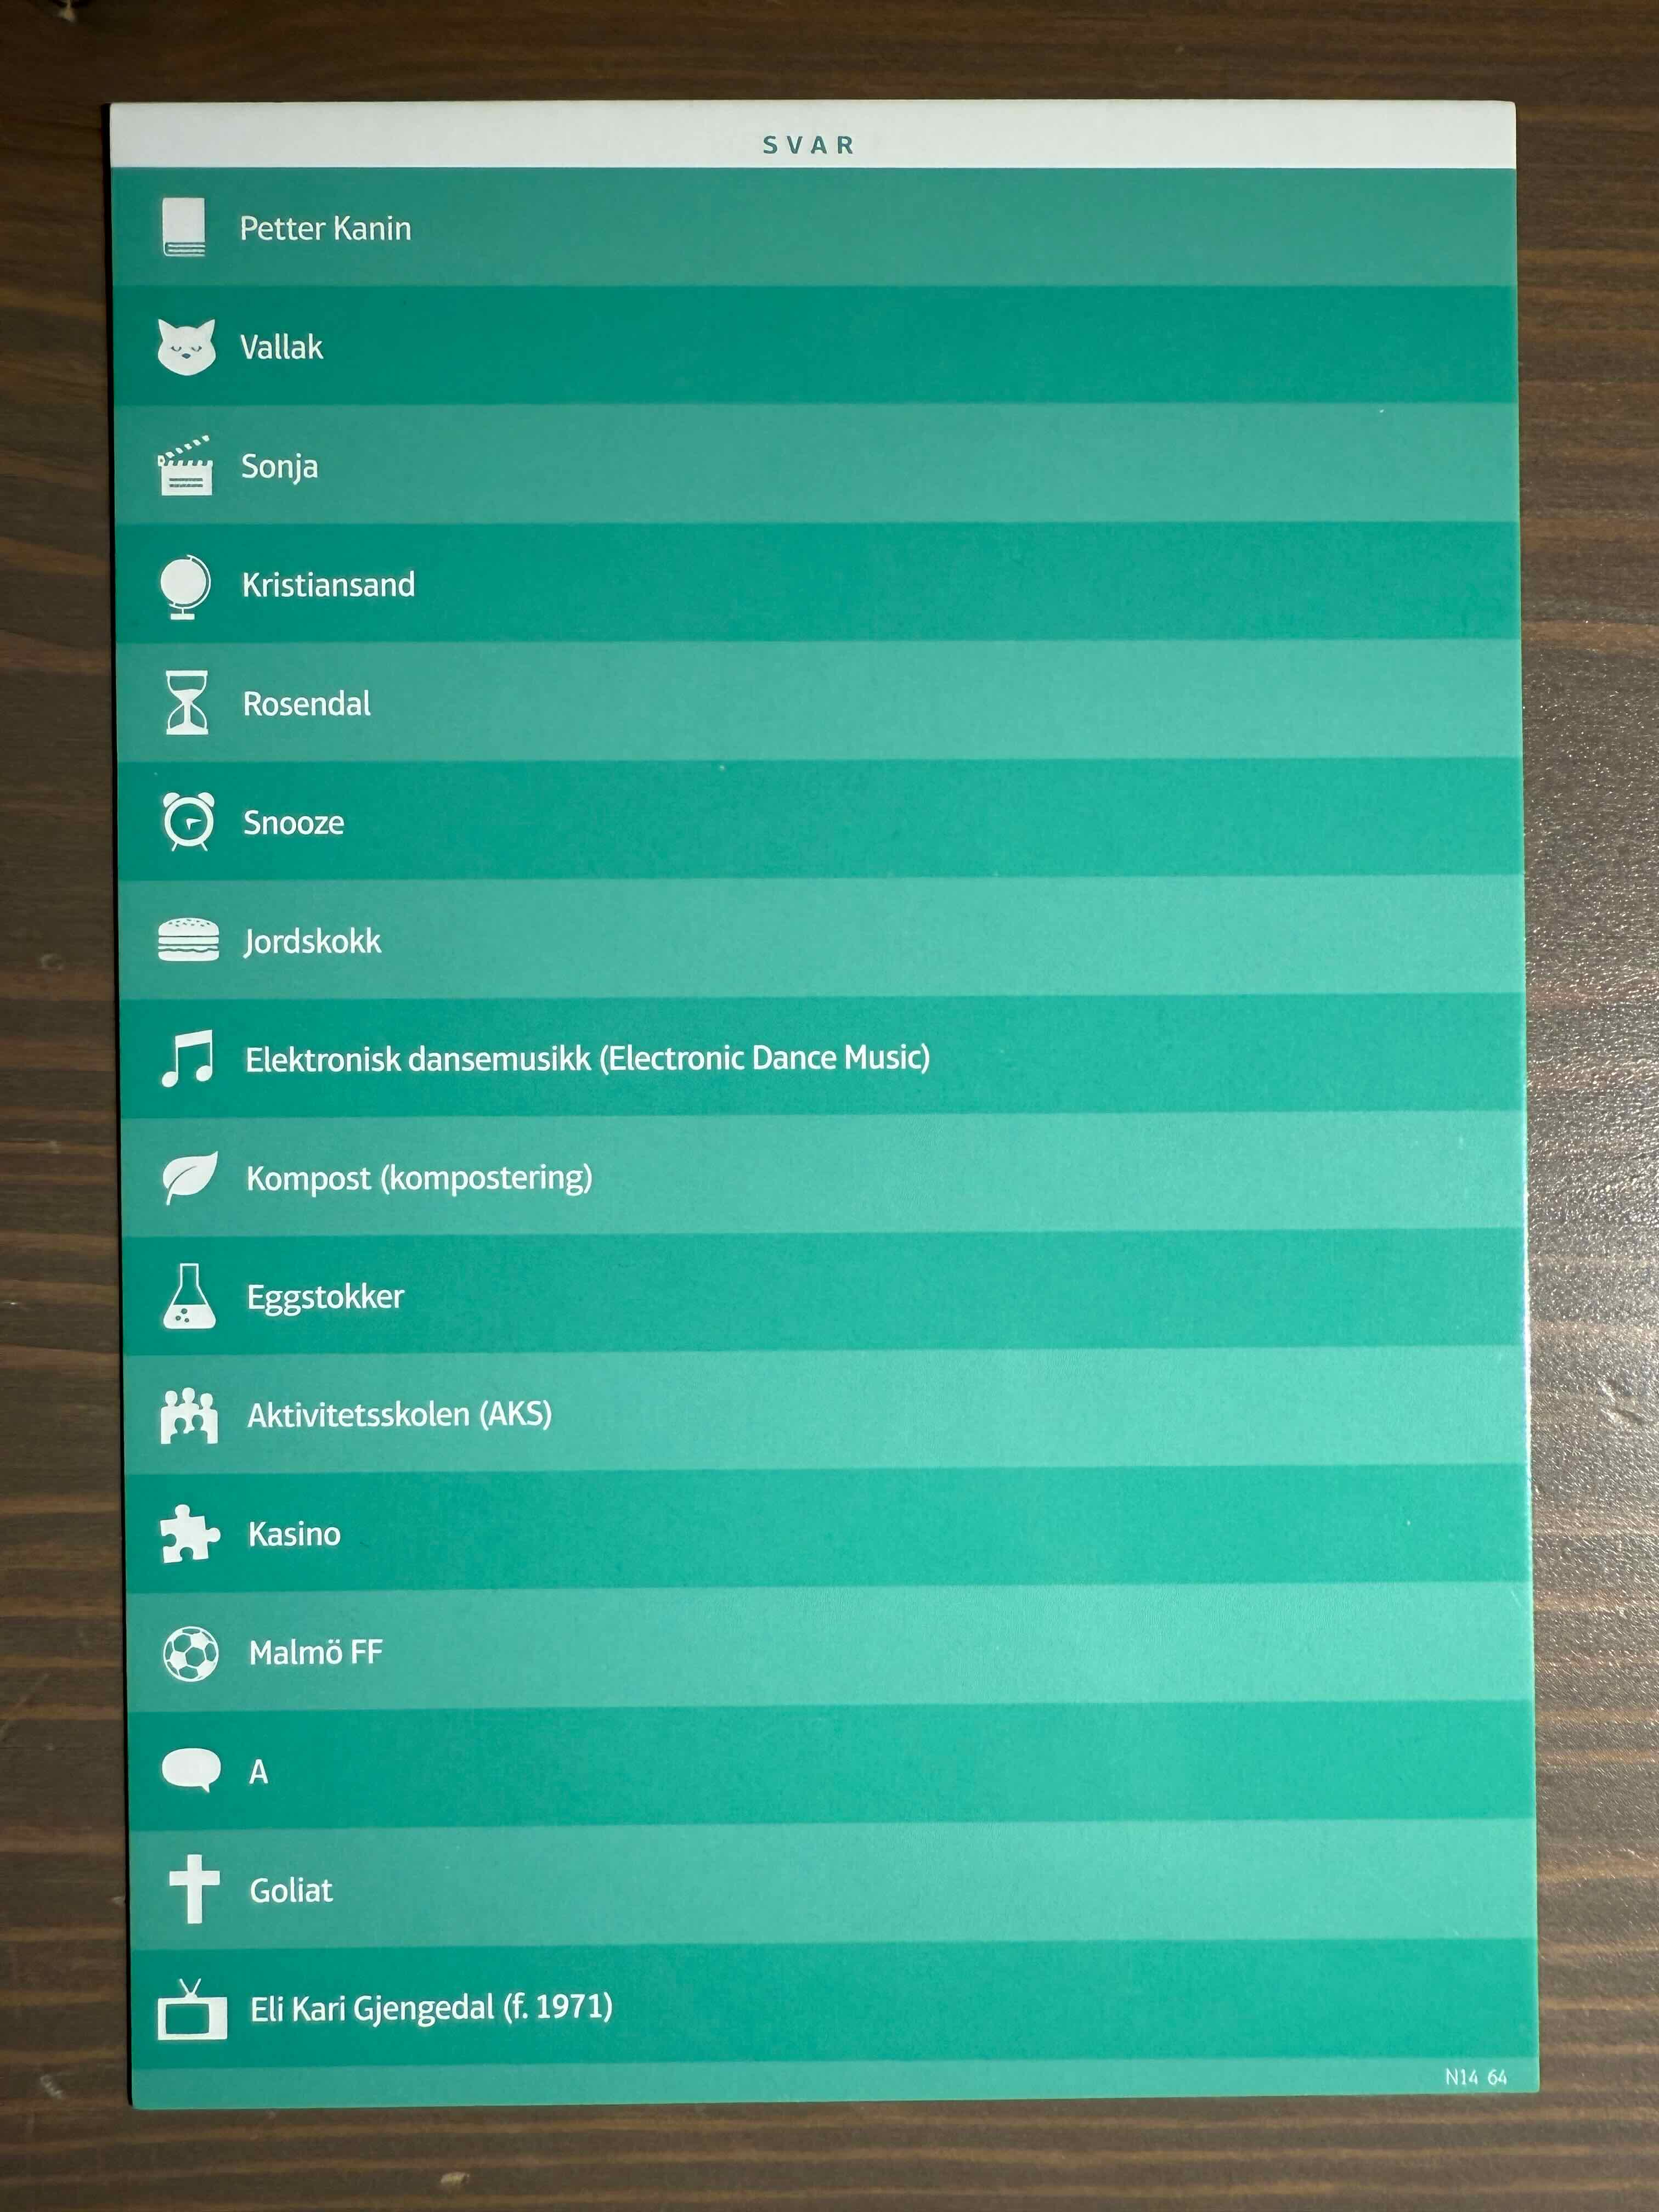 SVAR
Petter Kanin
Vallak
Sonja
Kristiansand
Rosendal
Snooze
Jordskokk
Elektronisk dansemusikk (Electronic Dance Music)
Kompost (kompostering)
Eggstokker
Aktivitetsskolen (AKS)
Kasino
Malmö FF
A
Goliat
Eli Kari Gjengedal (f. 1971)
N14 64